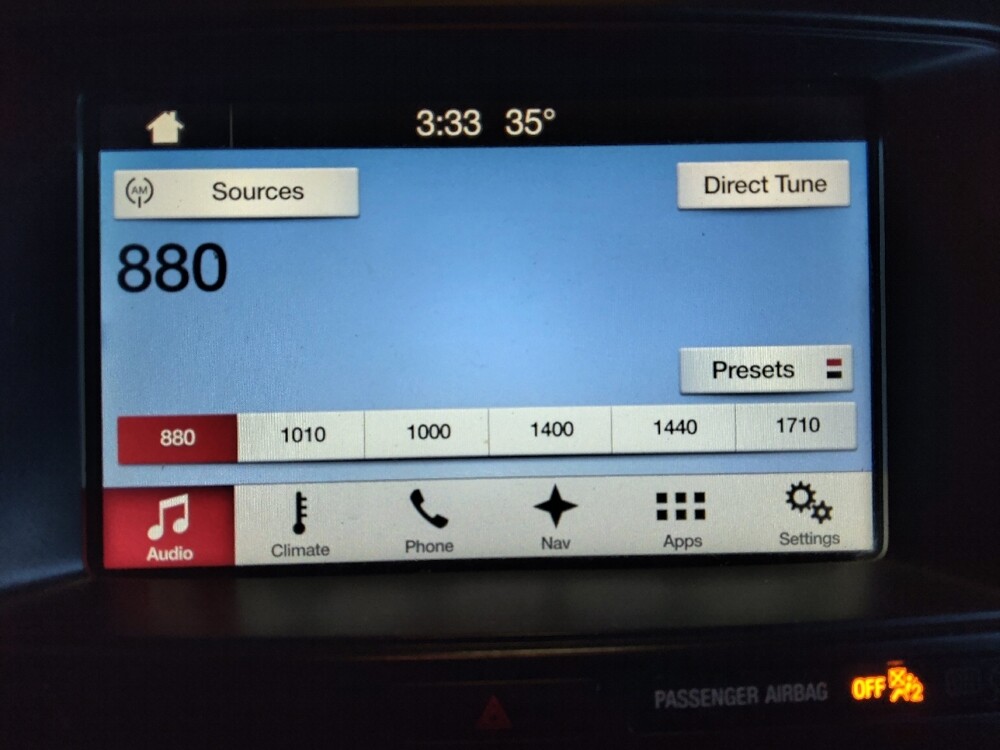 3:33 35°
AM Sources
Direct Tune
880
Presets
880 1010 1000 1400 1440 1710
Audio Climate Phone Nav Apps Settings
PASSENGER AIRBAG OFF 2